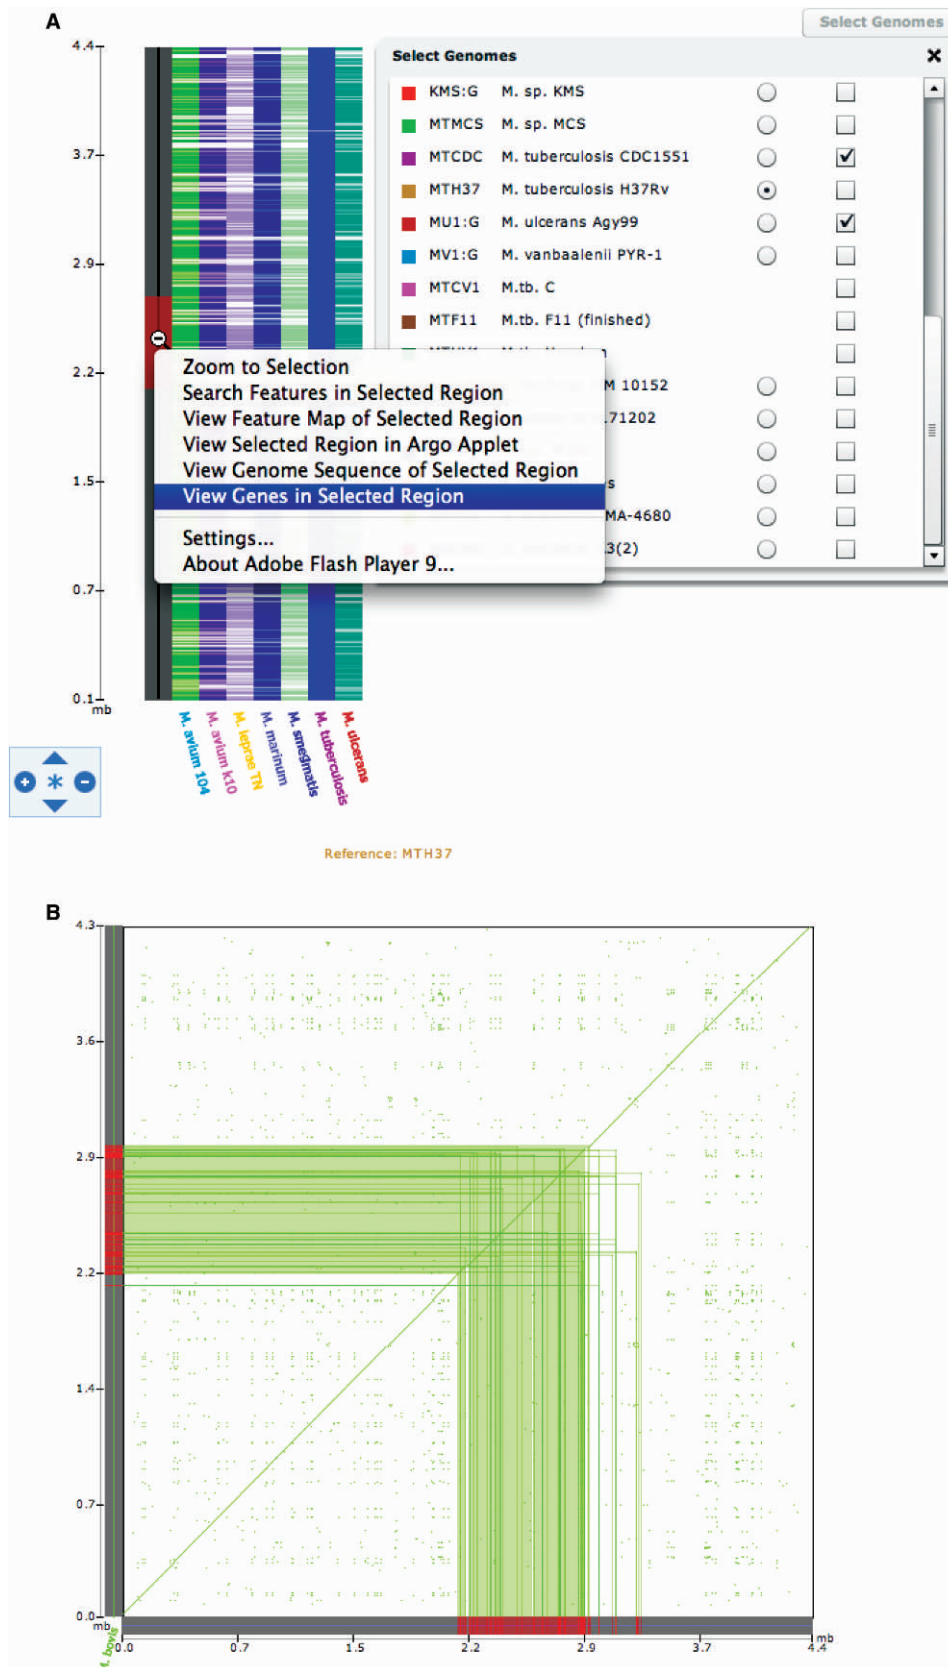 A
Select Genomes
Select Genomes
KMS:G M. sp. KMS
MTMCS M. sp. MCS
MTCDC M. tuberculosis CDC1551
MTH37 M. tuberculosis H37Rv
MU1:G M. ulcerans Agy99
MV1:G M. vanbaalenii PYR-1
MTCV1 M.tb. C
MTF11 M.tb. F11 (finished)
M 10152
.71202
s
MA-4680
.3(2)
Zoom to Selection
Search Features in Selected Region
View Feature Map of Selected Region
View Selected Region in Argo Applet
View Genome Sequence of Selected Region
View Genes in Selected Region
Settings...
About Adobe Flash Player 9...
4.4
3.7
2.9
2.2
1.5
0.7
0.1
mb
M. avium 104
M. avium k10
M. leprae TN
M. marinum
M. smegmatis
M. tuberculosis
M. ulcerans
Reference: MTH37
B
4.3
3.6
2.9
2.2
1.4
0.7
0.0
mb
M. bovis
0.0 0.7 1.5 2.2 2.9 3.7 4.4
mb